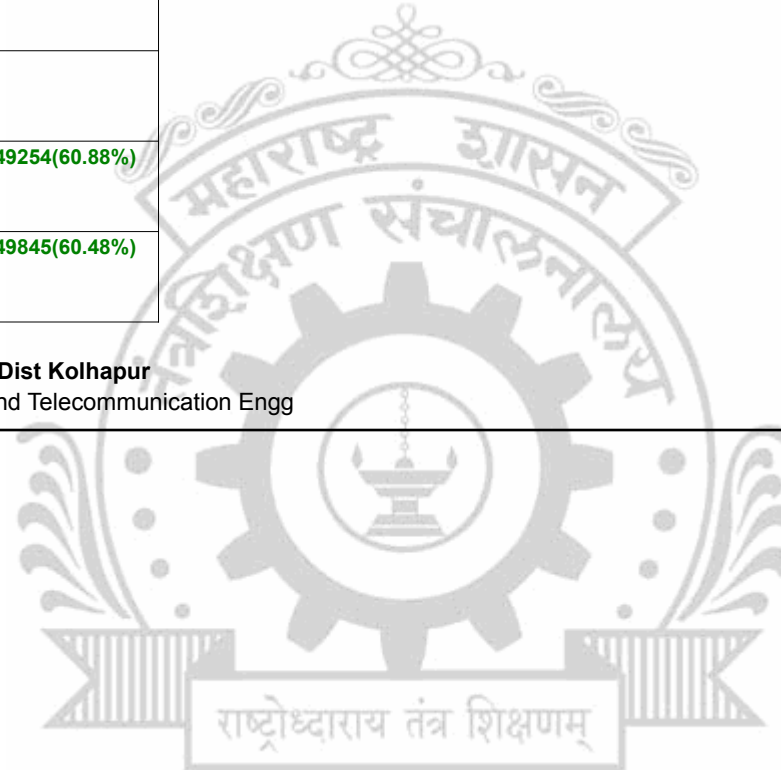 49254(60.88%)
49845(60.48%)
Dist Kolhapur
nd Telecommunication Engg
महाराष्ट्र शासन
तंत्रशिक्षण संचालनालय
राष्ट्रोध्दाराय तंत्र शिक्षणम्